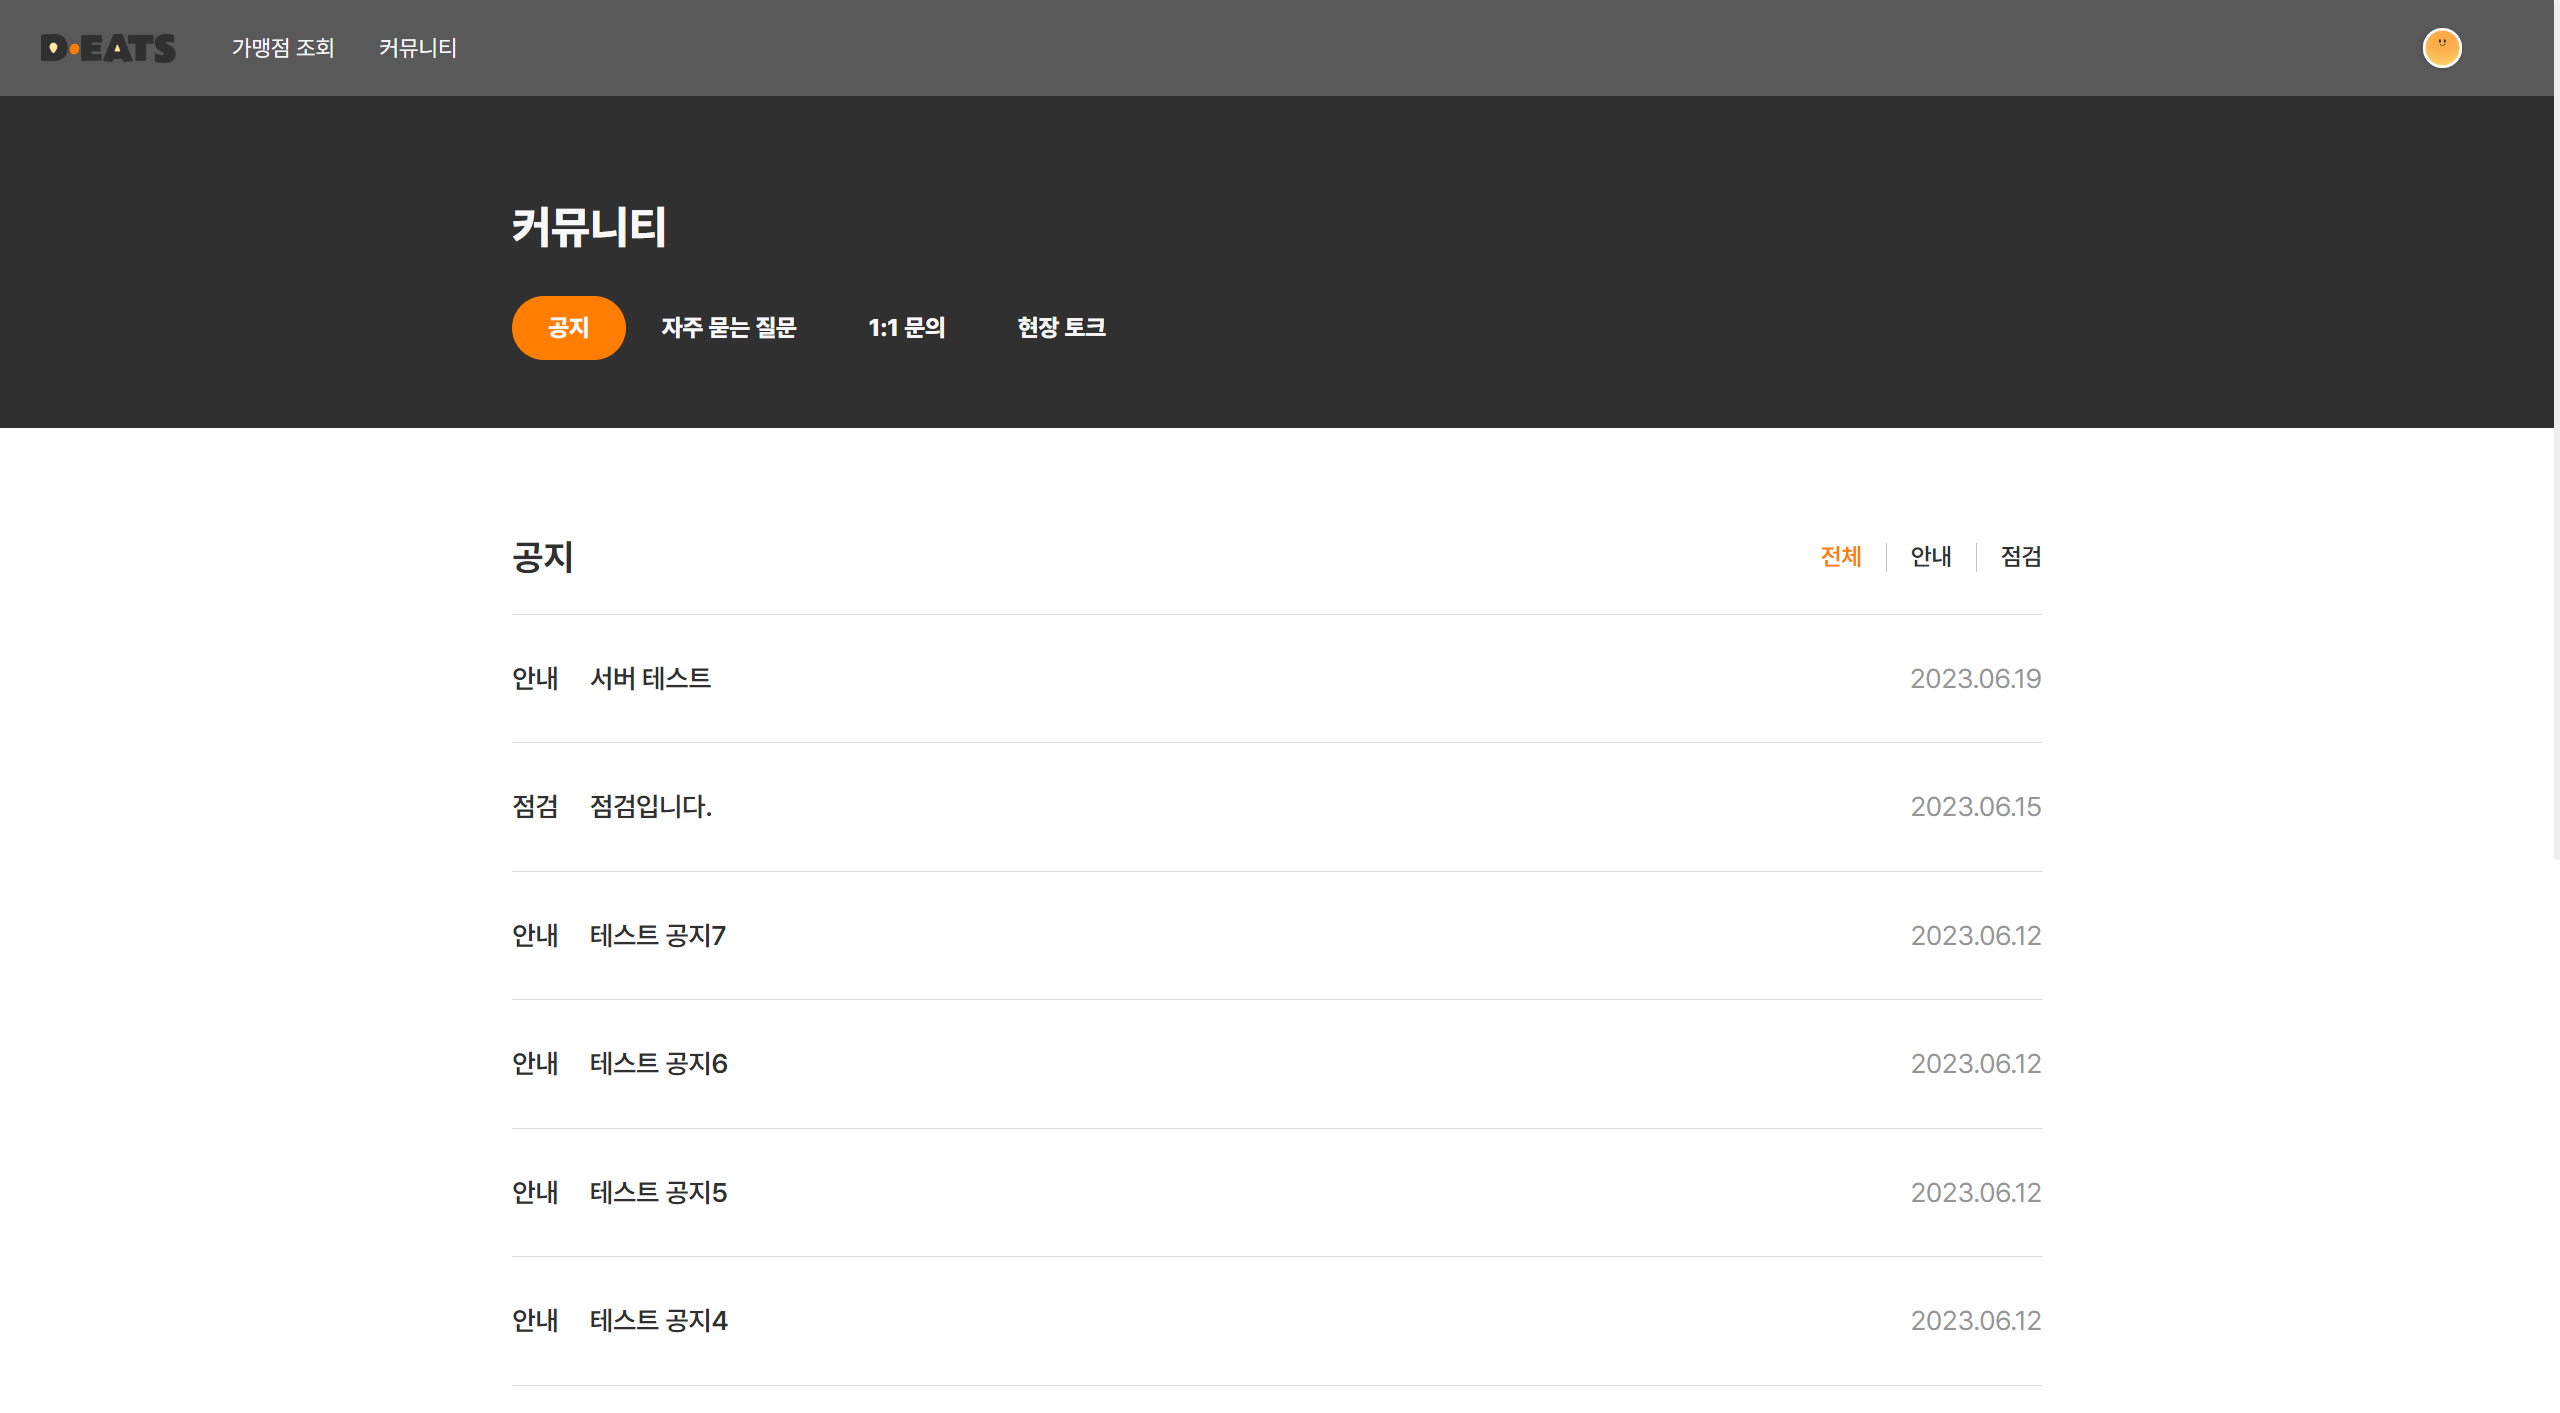 D·EATS 가맹점 조회 커뮤니티
커뮤니티
공지 자주 묻는 질문 1:1 문의 현장 토크
공지 전체 안내 점검
안내 서버 테스트 2023.06.19
점검 점검입니다. 2023.06.15
안내 테스트 공지7 2023.06.12
안내 테스트 공지6 2023.06.12
안내 테스트 공지5 2023.06.12
안내 테스트 공지4 2023.06.12